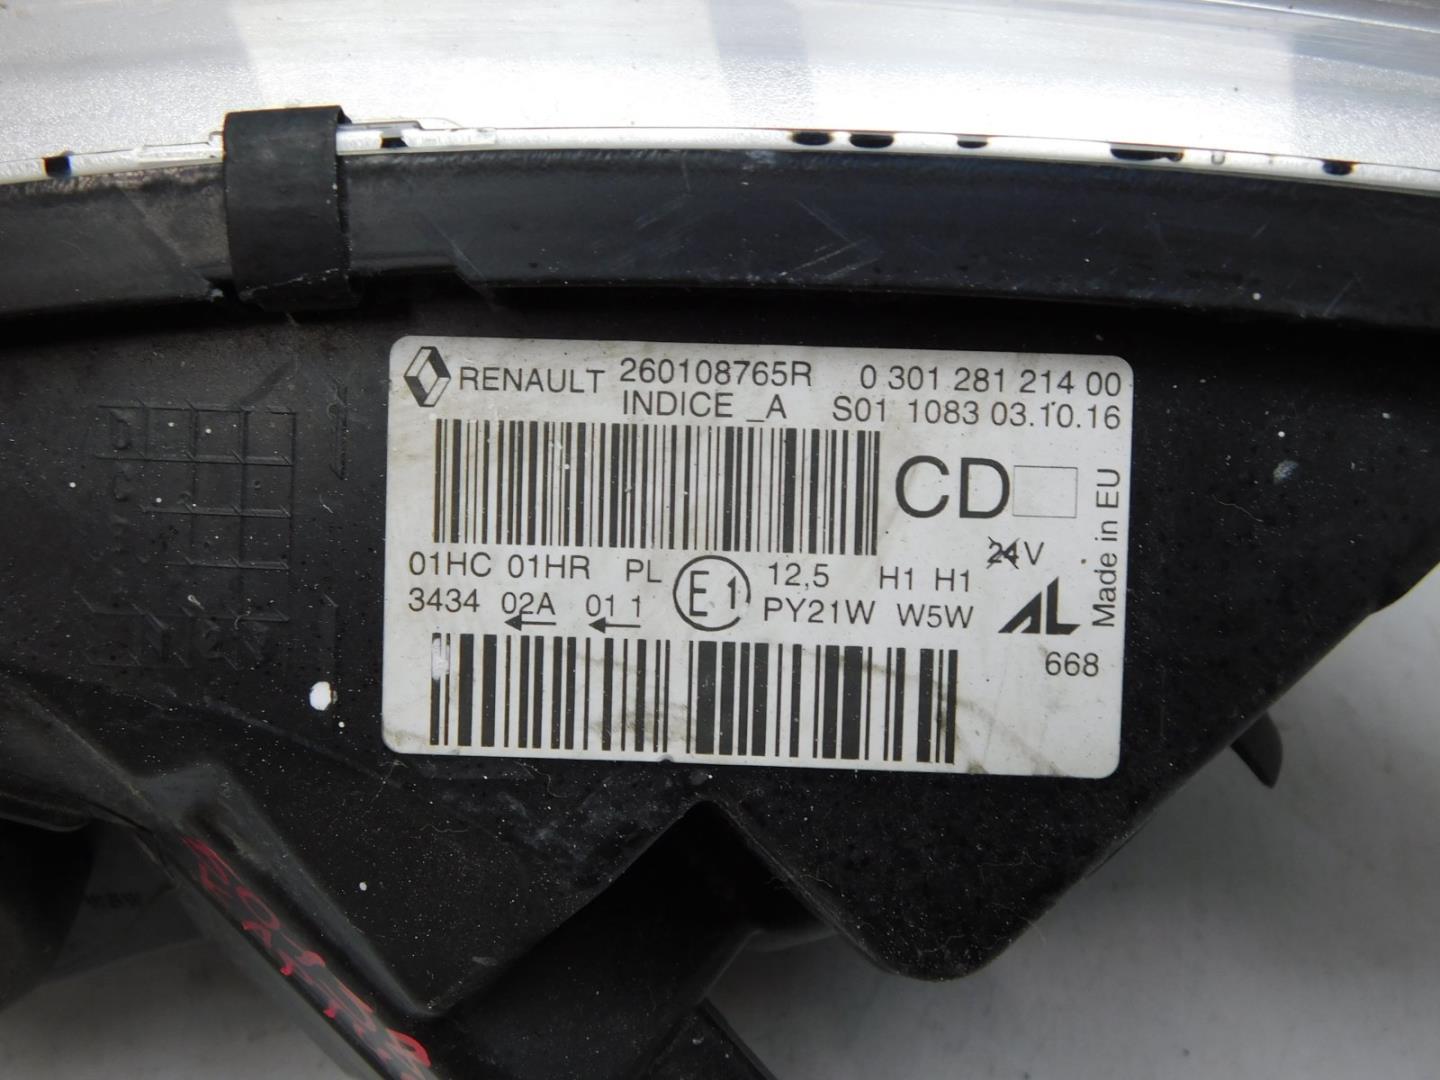 RENAULT 260108765R 0 301 281 214 00
INDICE _A S01 1083 03.10.16
CD
24V
Made in EU
01HC 01HR PL E1 12,5 H1 H1
3434 02A 01 1 PY21W W5W
AL
668